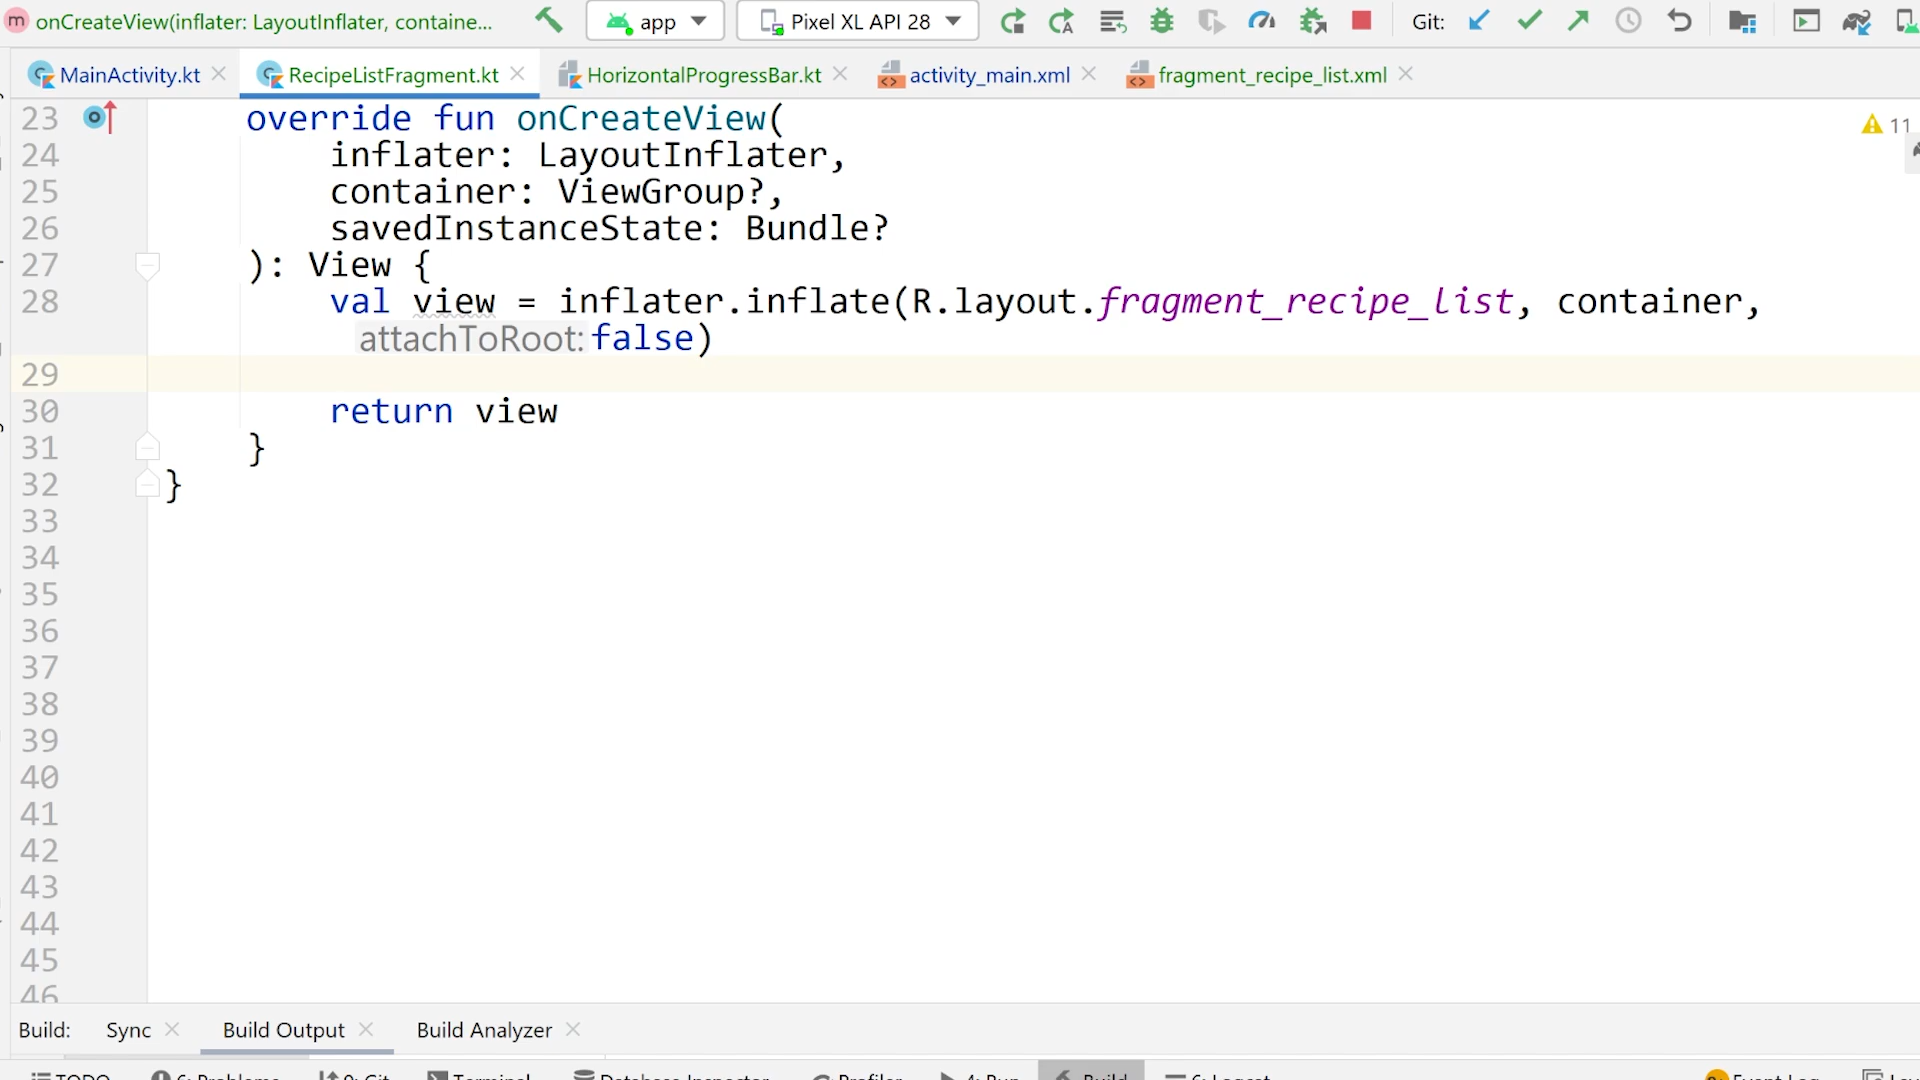 m onCreateView(inflater: LayoutInflater, containe... app Pixel XL API 28 Git:
MainActivity.kt RecipeListFragment.kt HorizontalProgressBar.kt activity_main.xml fragment_recipe_list.xml
23 override fun onCreateView(
11
24 inflater: LayoutInflater,
25 container: ViewGroup?,
26 savedInstanceState: Bundle?
27 ): View {
28 val view = inflater.inflate(R.layout.fragment_recipe_list, container,
attachToRoot: false)
29
30 return view
31 }
32 }
33
34
35
36
37
38
39
40
41
42
43
44
45
46
Build: Sync Build Output Build Analyzer
TODO 6: Problems 9: Git Terminal Database Inspector Profiler 4: Run Build 6: Logcat Event Log